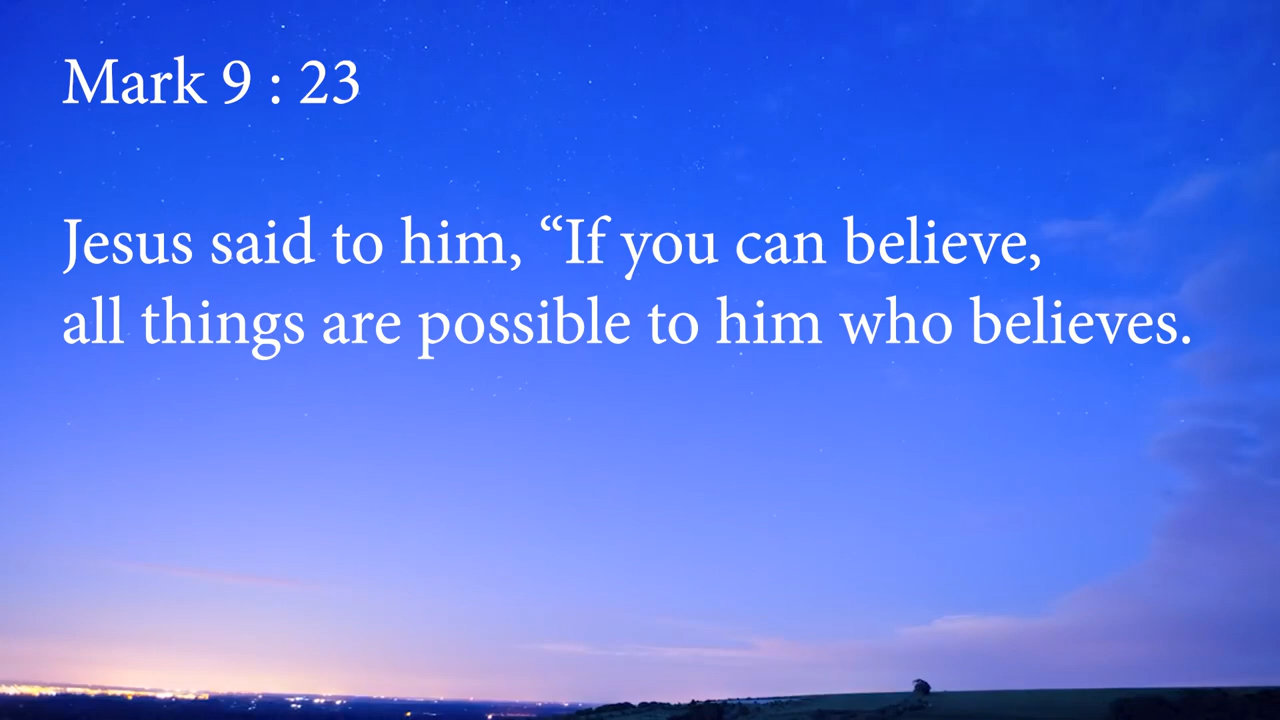 Mark 9 : 23
Jesus said to him, “If you can believe,
all things are possible to him who believes.